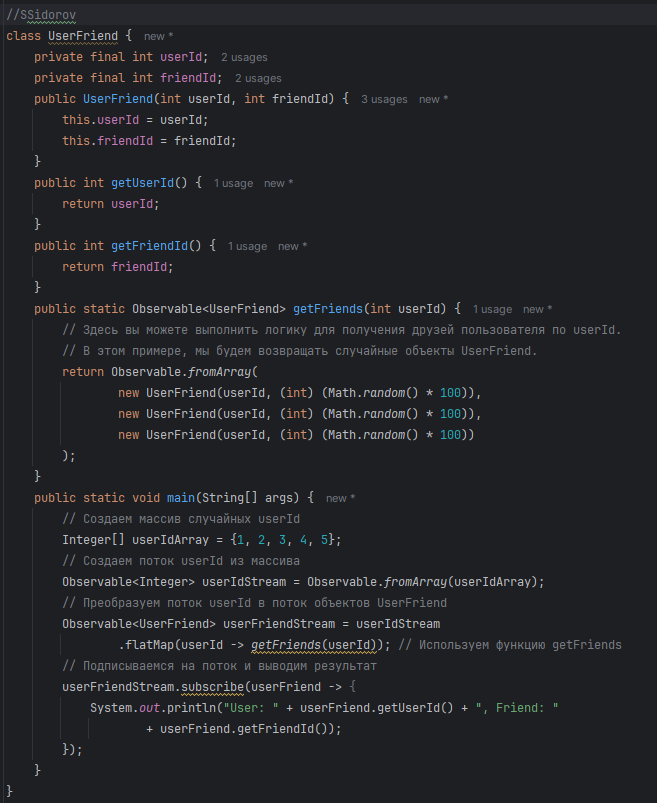 //SSidorov
class UserFriend {  new *
    private final int userId;  2 usages
    private final int friendId;  2 usages
    public UserFriend(int userId, int friendId) {  3 usages  new *
        this.userId = userId;
        this.friendId = friendId;
    }
    public int getUserId() {  1 usage  new *
        return userId;
    }
    public int getFriendId() {  1 usage  new *
        return friendId;
    }
    public static Observable<UserFriend> getFriends(int userId) {  1 usage  new *
        // Здесь вы можете выполнить логику для получения друзей пользователя по userId.
        // В этом примере, мы будем возвращать случайные объекты UserFriend.
        return Observable.fromArray(
                new UserFriend(userId, (int) (Math.random() * 100)),
                new UserFriend(userId, (int) (Math.random() * 100)),
                new UserFriend(userId, (int) (Math.random() * 100))
        );
    }
    public static void main(String[] args) {  new *
        // Создаем массив случайных userId
        Integer[] userIdArray = {1, 2, 3, 4, 5};
        // Создаем поток userId из массива
        Observable<Integer> userIdStream = Observable.fromArray(userIdArray);
        // Преобразуем поток userId в поток объектов UserFriend
        Observable<UserFriend> userFriendStream = userIdStream
                .flatMap(userId -> getFriends(userId)); // Используем функцию getFriends
        // Подписываемся на поток и выводим результат
        userFriendStream.subscribe(userFriend -> {
            System.out.println("User: " + userFriend.getUserId() + ", Friend: "
                    + userFriend.getFriendId());
        });
    }
}